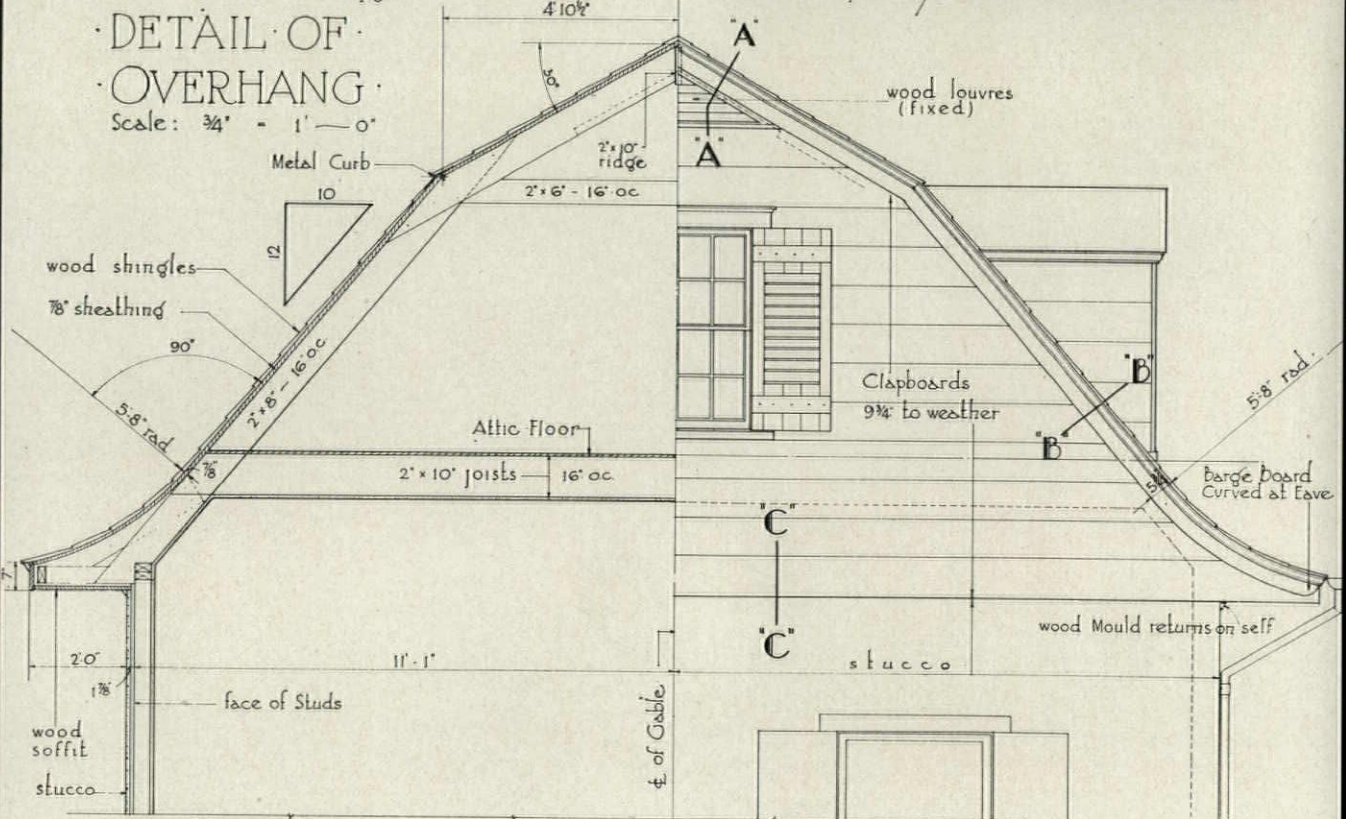 ·DETAIL·OF·
·OVERHANG·
Scale: ¾" = 1'—0"
4'10½"
30°
"A"
"A"
wood louvres
(fixed)
2"x10"
ridge
Metal Curb
10
12
2"x6" - 16" o.c.
wood shingles
⅞" sheathing
90°
5'-8" rad.
2"x8" - 16" o.c.
⅞"
Attic Floor
2" x 10" joists
16" o.c.
Clapboards
9¾" to weather
"B"
"B"
5'-8" rad.
Barge Board
Curved at Eave
"C"
"C"
7"
wood Mould returns on self
stucco
2'-0"
11'-1"
1⅞"
face of Studs
℄ of Gable
wood
soffit
stucco